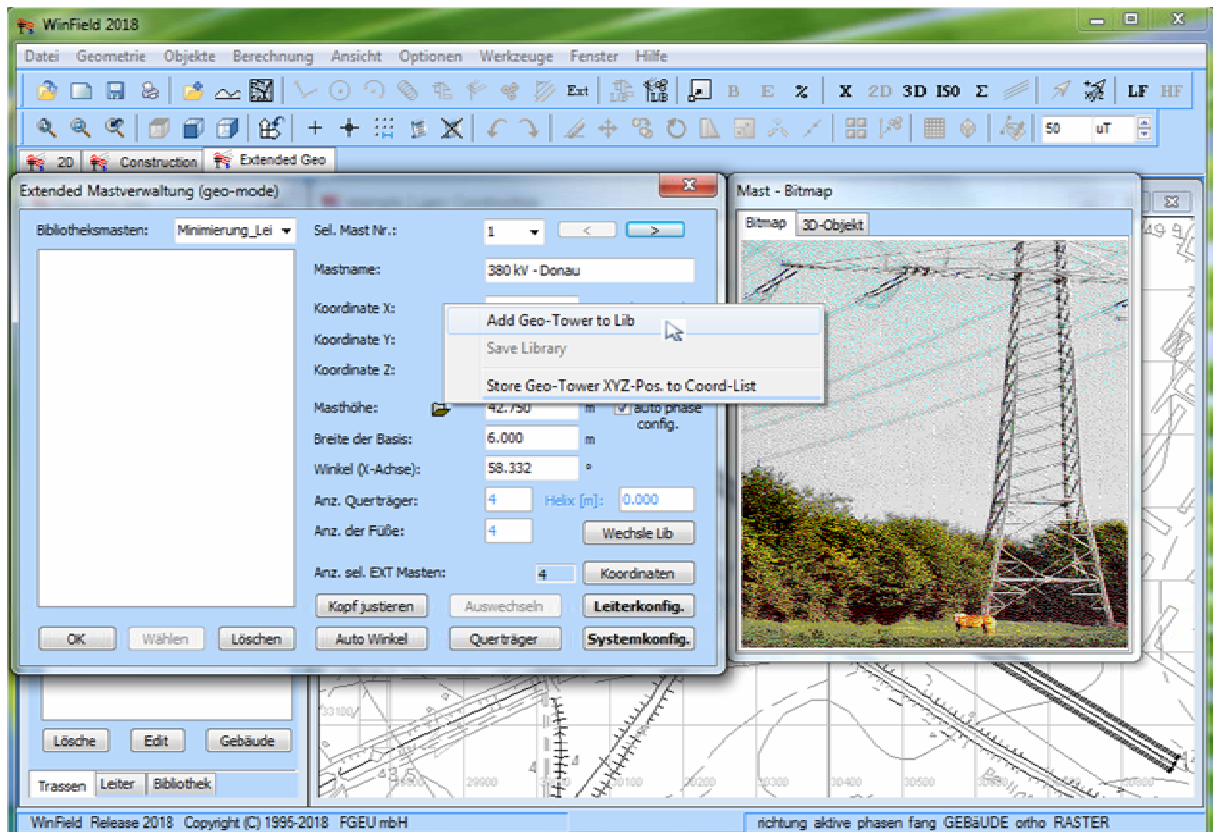 WinField 2018
Datei Geometrie Objekte Berechnung Ansicht Optionen Werkzeuge Fenster Hilfe
Ext B E % X 2D 3D ISO Σ LF HF
50 uT
2D Construction Extended Geo
Extended Mastverwaltung (geo-mode)
Bibliotheksmasten: Minimierung_Lei
Sel. Mast Nr.: 1 < >
Mastname: 380 kV - Donau
Koordinate X:
Koordinate Y:
Koordinate Z:
Add Geo-Tower to Lib
Save Library
Store Geo-Tower XYZ-Pos. to Coord-List
Masthöhe: 42.750 m auto phase
config.
Breite der Basis: 6.000 m
Winkel (X-Achse): 58.332 °
Anz. Querträger: 4 Helix [m]: 0.000
Anz. der Füße: 4 Wechsle Lib
Anz. sel. EXT Masten: 4 Koordinaten
Kopf justieren Auswechseln Leiterkonfig.
OK Wählen Löschen Auto Winkel Querträger Systemkonfig.
Mast - Bitmap
Bitmap 3D-Objekt
Lösche Edit Gebäude
Trassen Leiter Bibliothek
29900 30200 30300 30400 30500
WinField Release 2018 Copyright (C) 1995-2018 FGEU mbH richtung aktive phasen fang GEBäUDE ortho RASTER